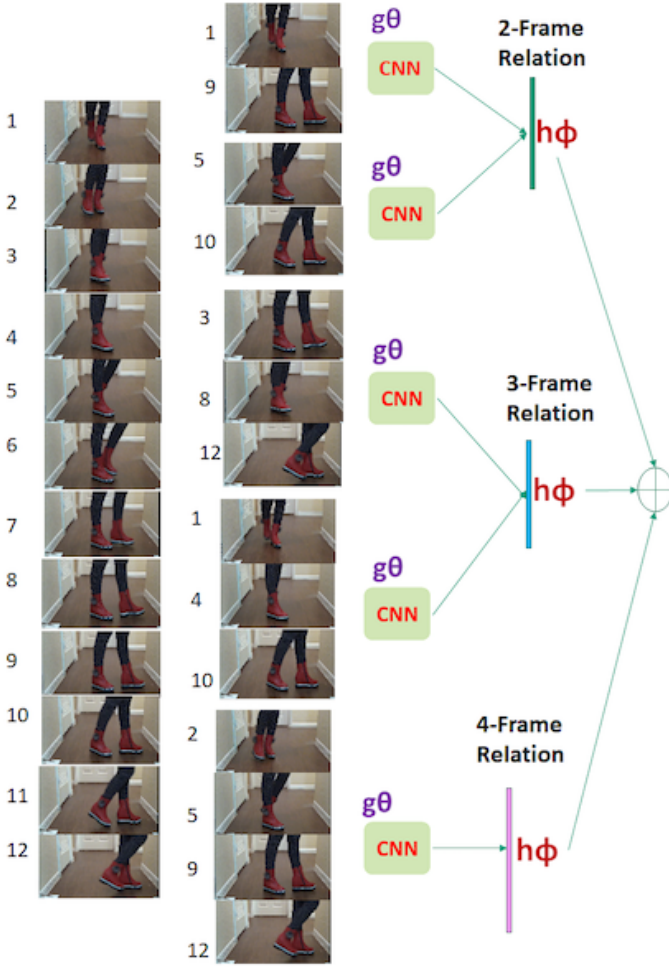 1
2
3
4
5
6
7
8
9
10
11
12
1
9
5
10
3
8
12
1
4
10
2
5
9
12
gθ
CNN
gθ
CNN
2-Frame
Relation
hϕ
gθ
CNN
gθ
CNN
3-Frame
Relation
hϕ
gθ
CNN
4-Frame
Relation
hϕ